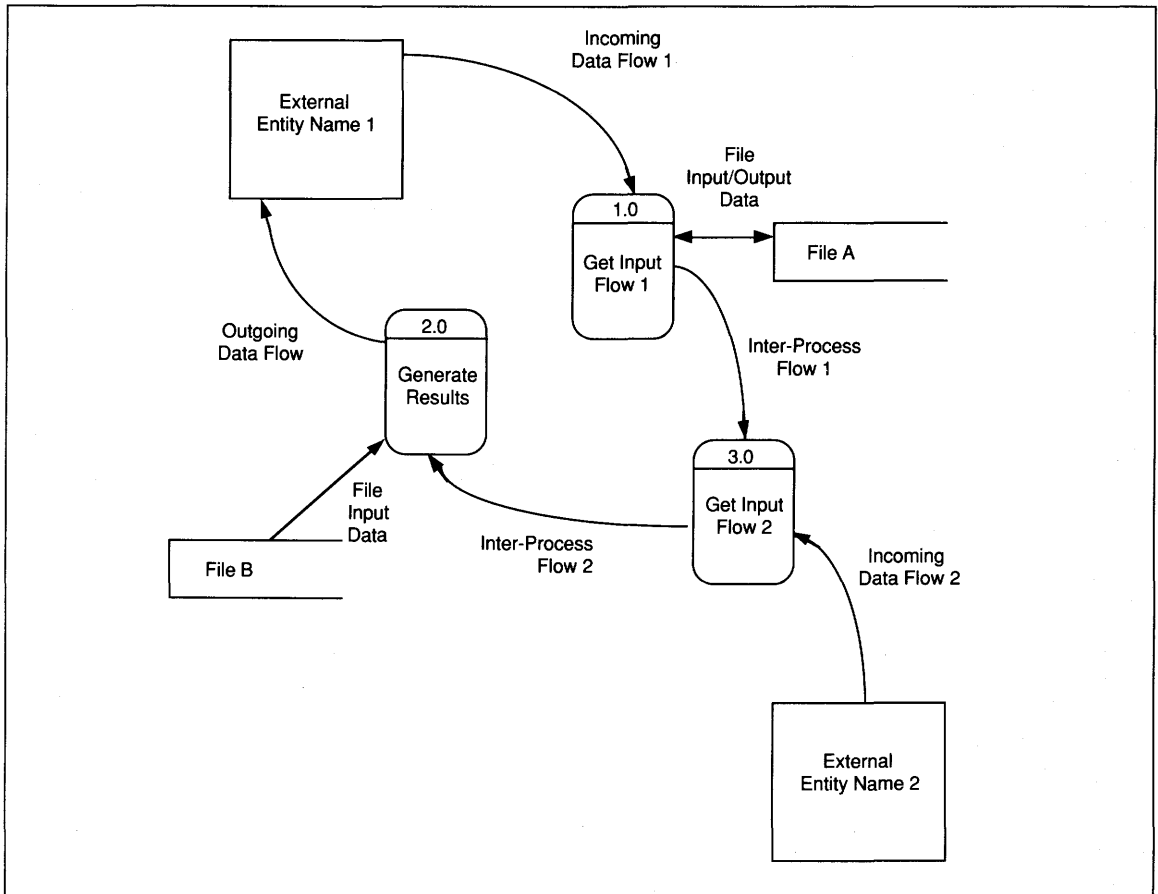 Incoming
Data Flow 1
External
Entity Name 1
File
Input/Output
Data
1.0
Get Input
Flow 1
File A
Outgoing
Data Flow
2.0
Generate
Results
Inter-Process
Flow 1
3.0
Get Input
Flow 2
File
Input
Data
File B
Inter-Process
Flow 2
Incoming
Data Flow 2
External
Entity Name 2